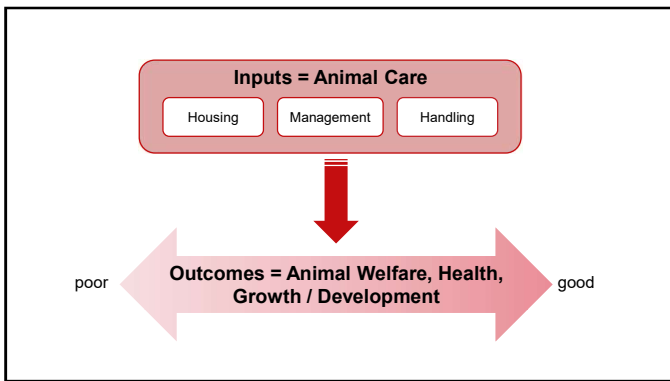 Inputs = Animal Care
Housing
Management
Handling
poor
Outcomes = Animal Welfare, Health,
Growth / Development
good